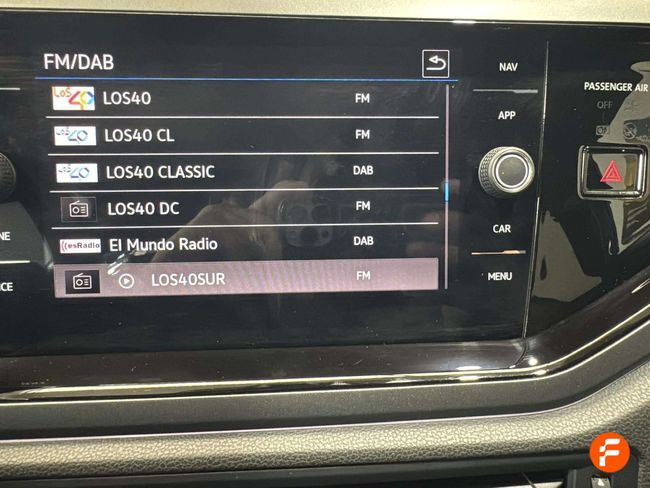 FM/DAB
NAV
PASSENGER AIR
OFF
LOS40 FM
APP
LOS40 CL FM
LOS40 CLASSIC DAB
LOS40 DC FM
CAR
esRadio El Mundo Radio DAB
LOS40SUR FM
MENU
NE
CE